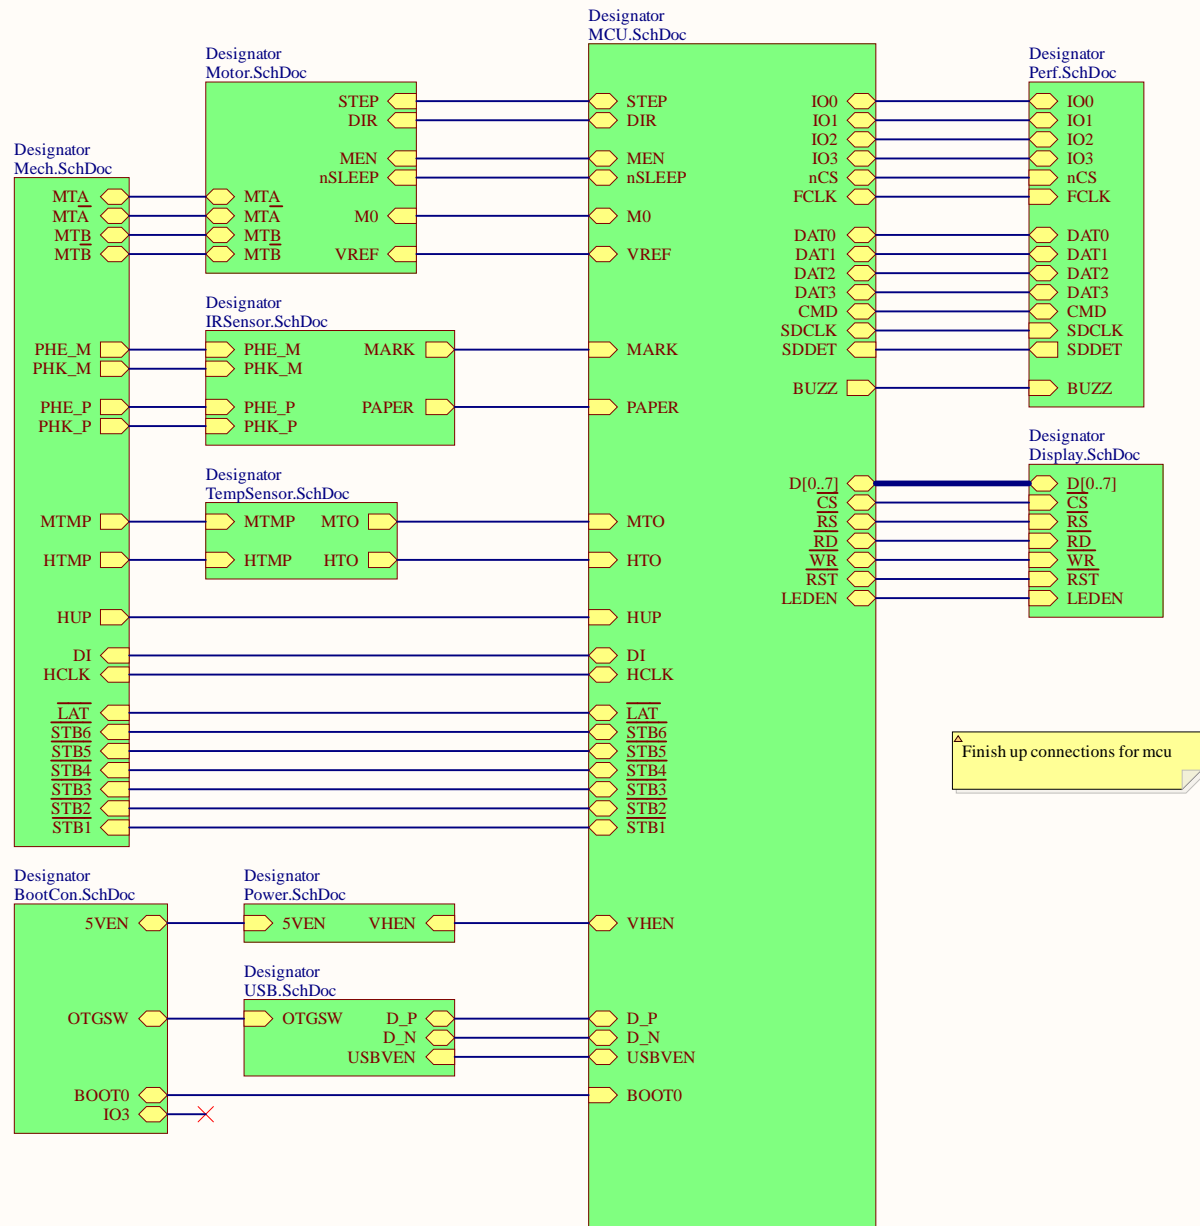 Designator
MCU.SchDoc
STEP
DIR
MEN
nSLEEP
M0
VREF
MARK
PAPER
MTO
HTO
HUP
DI
HCLK
LAT
STB6
STB5
STB4
STB3
STB2
STB1
VHEN
D_P
D_N
USBVEN
BOOT0
IO0
IO1
IO2
IO3
nCS
FCLK
DAT0
DAT1
DAT2
DAT3
CMD
SDCLK
SDDET
BUZZ
D[0..7]
CS
RS
RD
WR
RST
LEDEN
Designator
Motor.SchDoc
MTA
MTA
MTB
MTB
STEP
DIR
MEN
nSLEEP
M0
VREF
Designator
Perf.SchDoc
IO0
IO1
IO2
IO3
nCS
FCLK
DAT0
DAT1
DAT2
DAT3
CMD
SDCLK
SDDET
BUZZ
Designator
Mech.SchDoc
MTA
MTA
MTB
MTB
PHE_M
PHK_M
PHE_P
PHK_P
MTMP
HTMP
HUP
DI
HCLK
LAT
STB6
STB5
STB4
STB3
STB2
STB1
Designator
IRSensor.SchDoc
PHE_M
PHK_M
PHE_P
PHK_P
MARK
PAPER
Designator
TempSensor.SchDoc
MTMP
HTMP
MTO
HTO
Designator
Display.SchDoc
D[0..7]
CS
RS
RD
WR
RST
LEDEN
Finish up connections for mcu
Designator
BootCon.SchDoc
5VEN
OTGSW
BOOT0
IO3
Designator
Power.SchDoc
5VEN
VHEN
Designator
USB.SchDoc
OTGSW
D_P
D_N
USBVEN